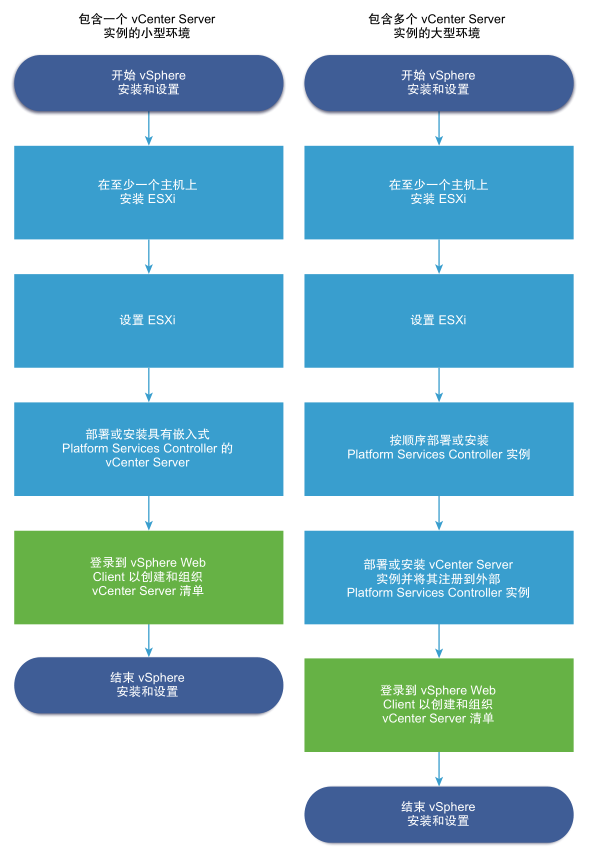 包含一个 vCenter Server
实例的小型环境
开始 vSphere
安装和设置
在至少一个主机上
安装 ESXi
设置 ESXi
部署或安装具有嵌入式
Platform Services Controller 的
vCenter Server
登录到 vSphere Web
Client 以创建和组织
vCenter Server 清单
结束 vSphere
安装和设置
包含多个 vCenter Server
实例的大型环境
开始 vSphere
安装和设置
在至少一个主机上
安装 ESXi
设置 ESXi
按顺序部署或安装
Platform Services Controller 实例
部署或安装 vCenter Server
实例并将其注册到外部
Platform Services Controller 实例
登录到 vSphere Web
Client 以创建和组织
vCenter Server 清单
结束 vSphere
安装和设置